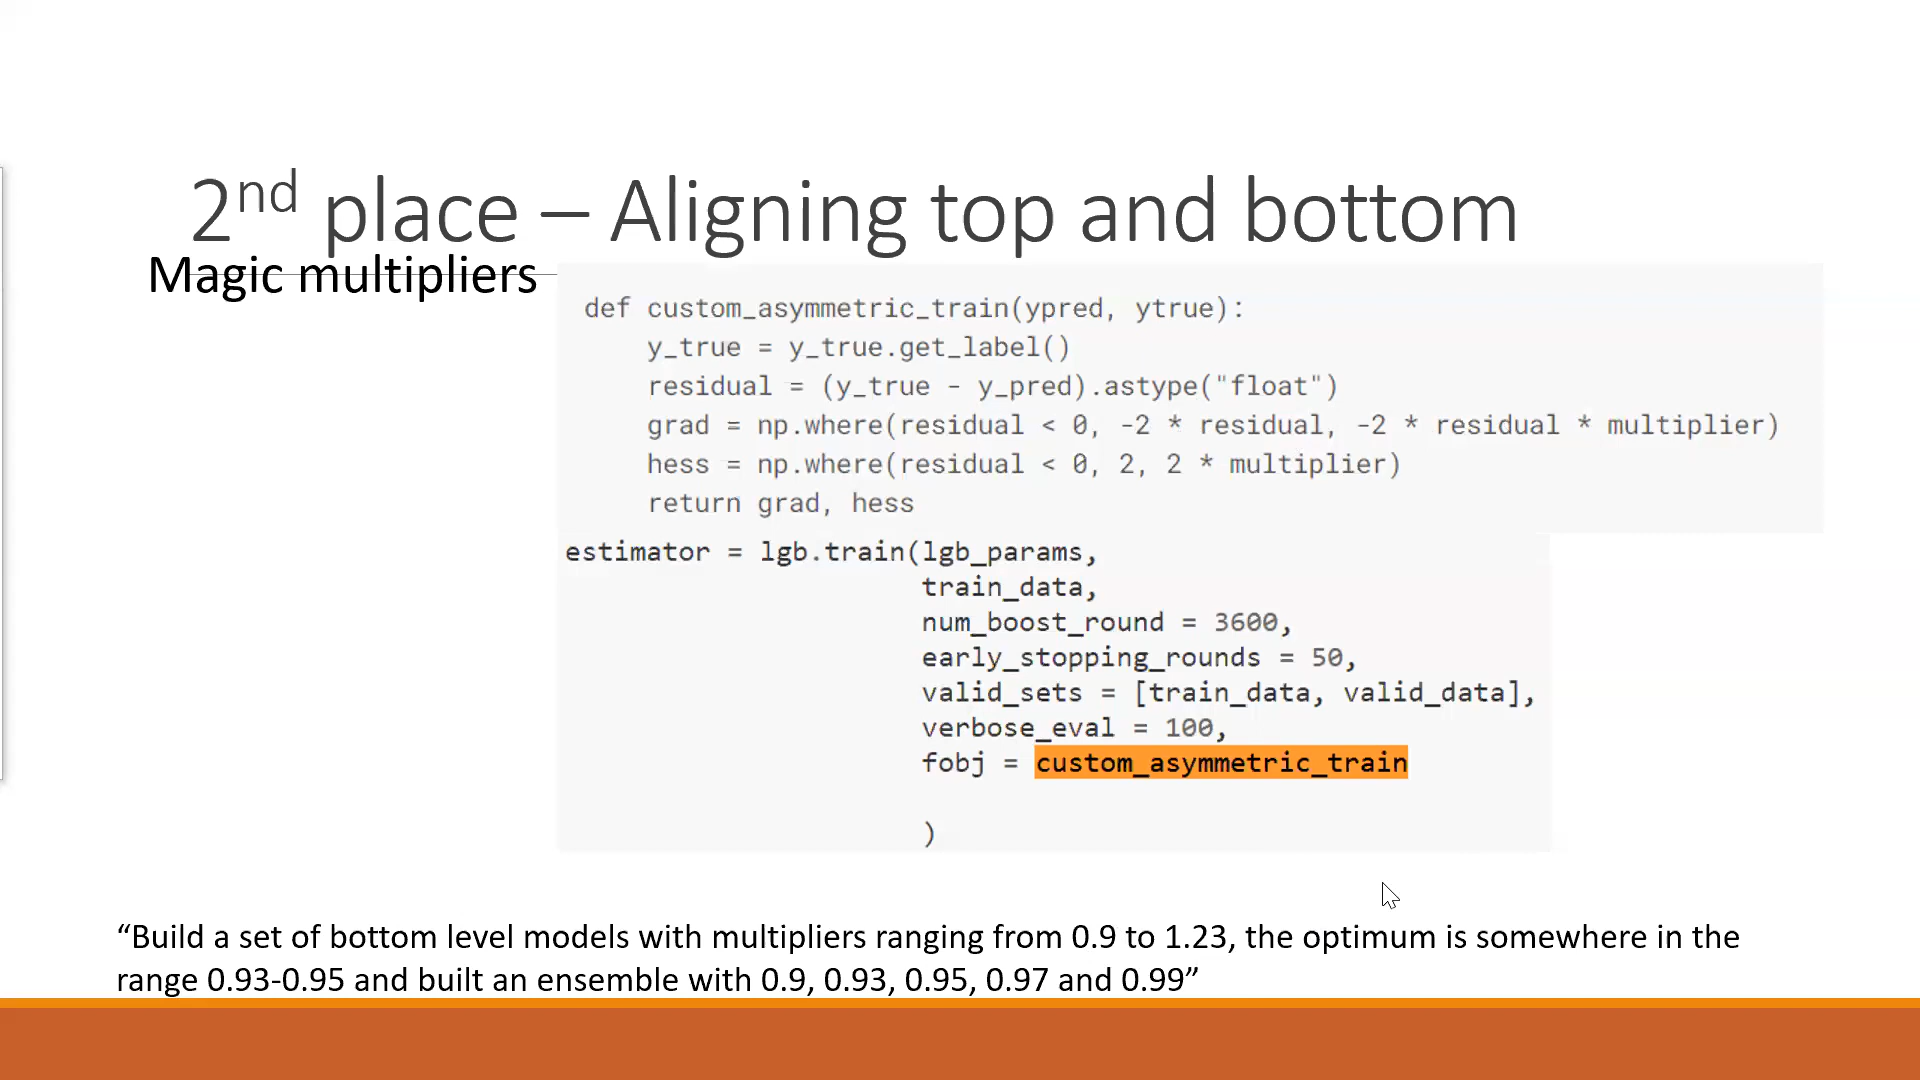 2nd place – Aligning top and bottom
Magic multipliers
def custom_asymmetric_train(ypred, ytrue):
    y_true = y_true.get_label()
    residual = (y_true - y_pred).astype("float")
    grad = np.where(residual < 0, -2 * residual, -2 * residual * multiplier)
    hess = np.where(residual < 0, 2, 2 * multiplier)
    return grad, hess
estimator = lgb.train(lgb_params,
                      train_data,
                      num_boost_round = 3600,
                      early_stopping_rounds = 50,
                      valid_sets = [train_data, valid_data],
                      verbose_eval = 100,
                      fobj = custom_asymmetric_train
                      )
“Build a set of bottom level models with multipliers ranging from 0.9 to 1.23, the optimum is somewhere in the
range 0.93-0.95 and built an ensemble with 0.9, 0.93, 0.95, 0.97 and 0.99”